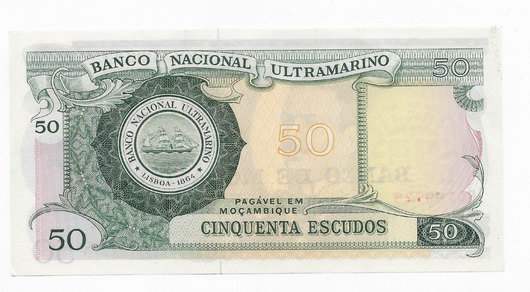 BANCO NACIONAL ULTRAMARINO
50
50
50
BANCO NACIONAL ULTRAMARINO
LISBOA-1864
PAGÁVEL EM
MOÇAMBIQUE
50
CINQUENTA ESCUDOS
50